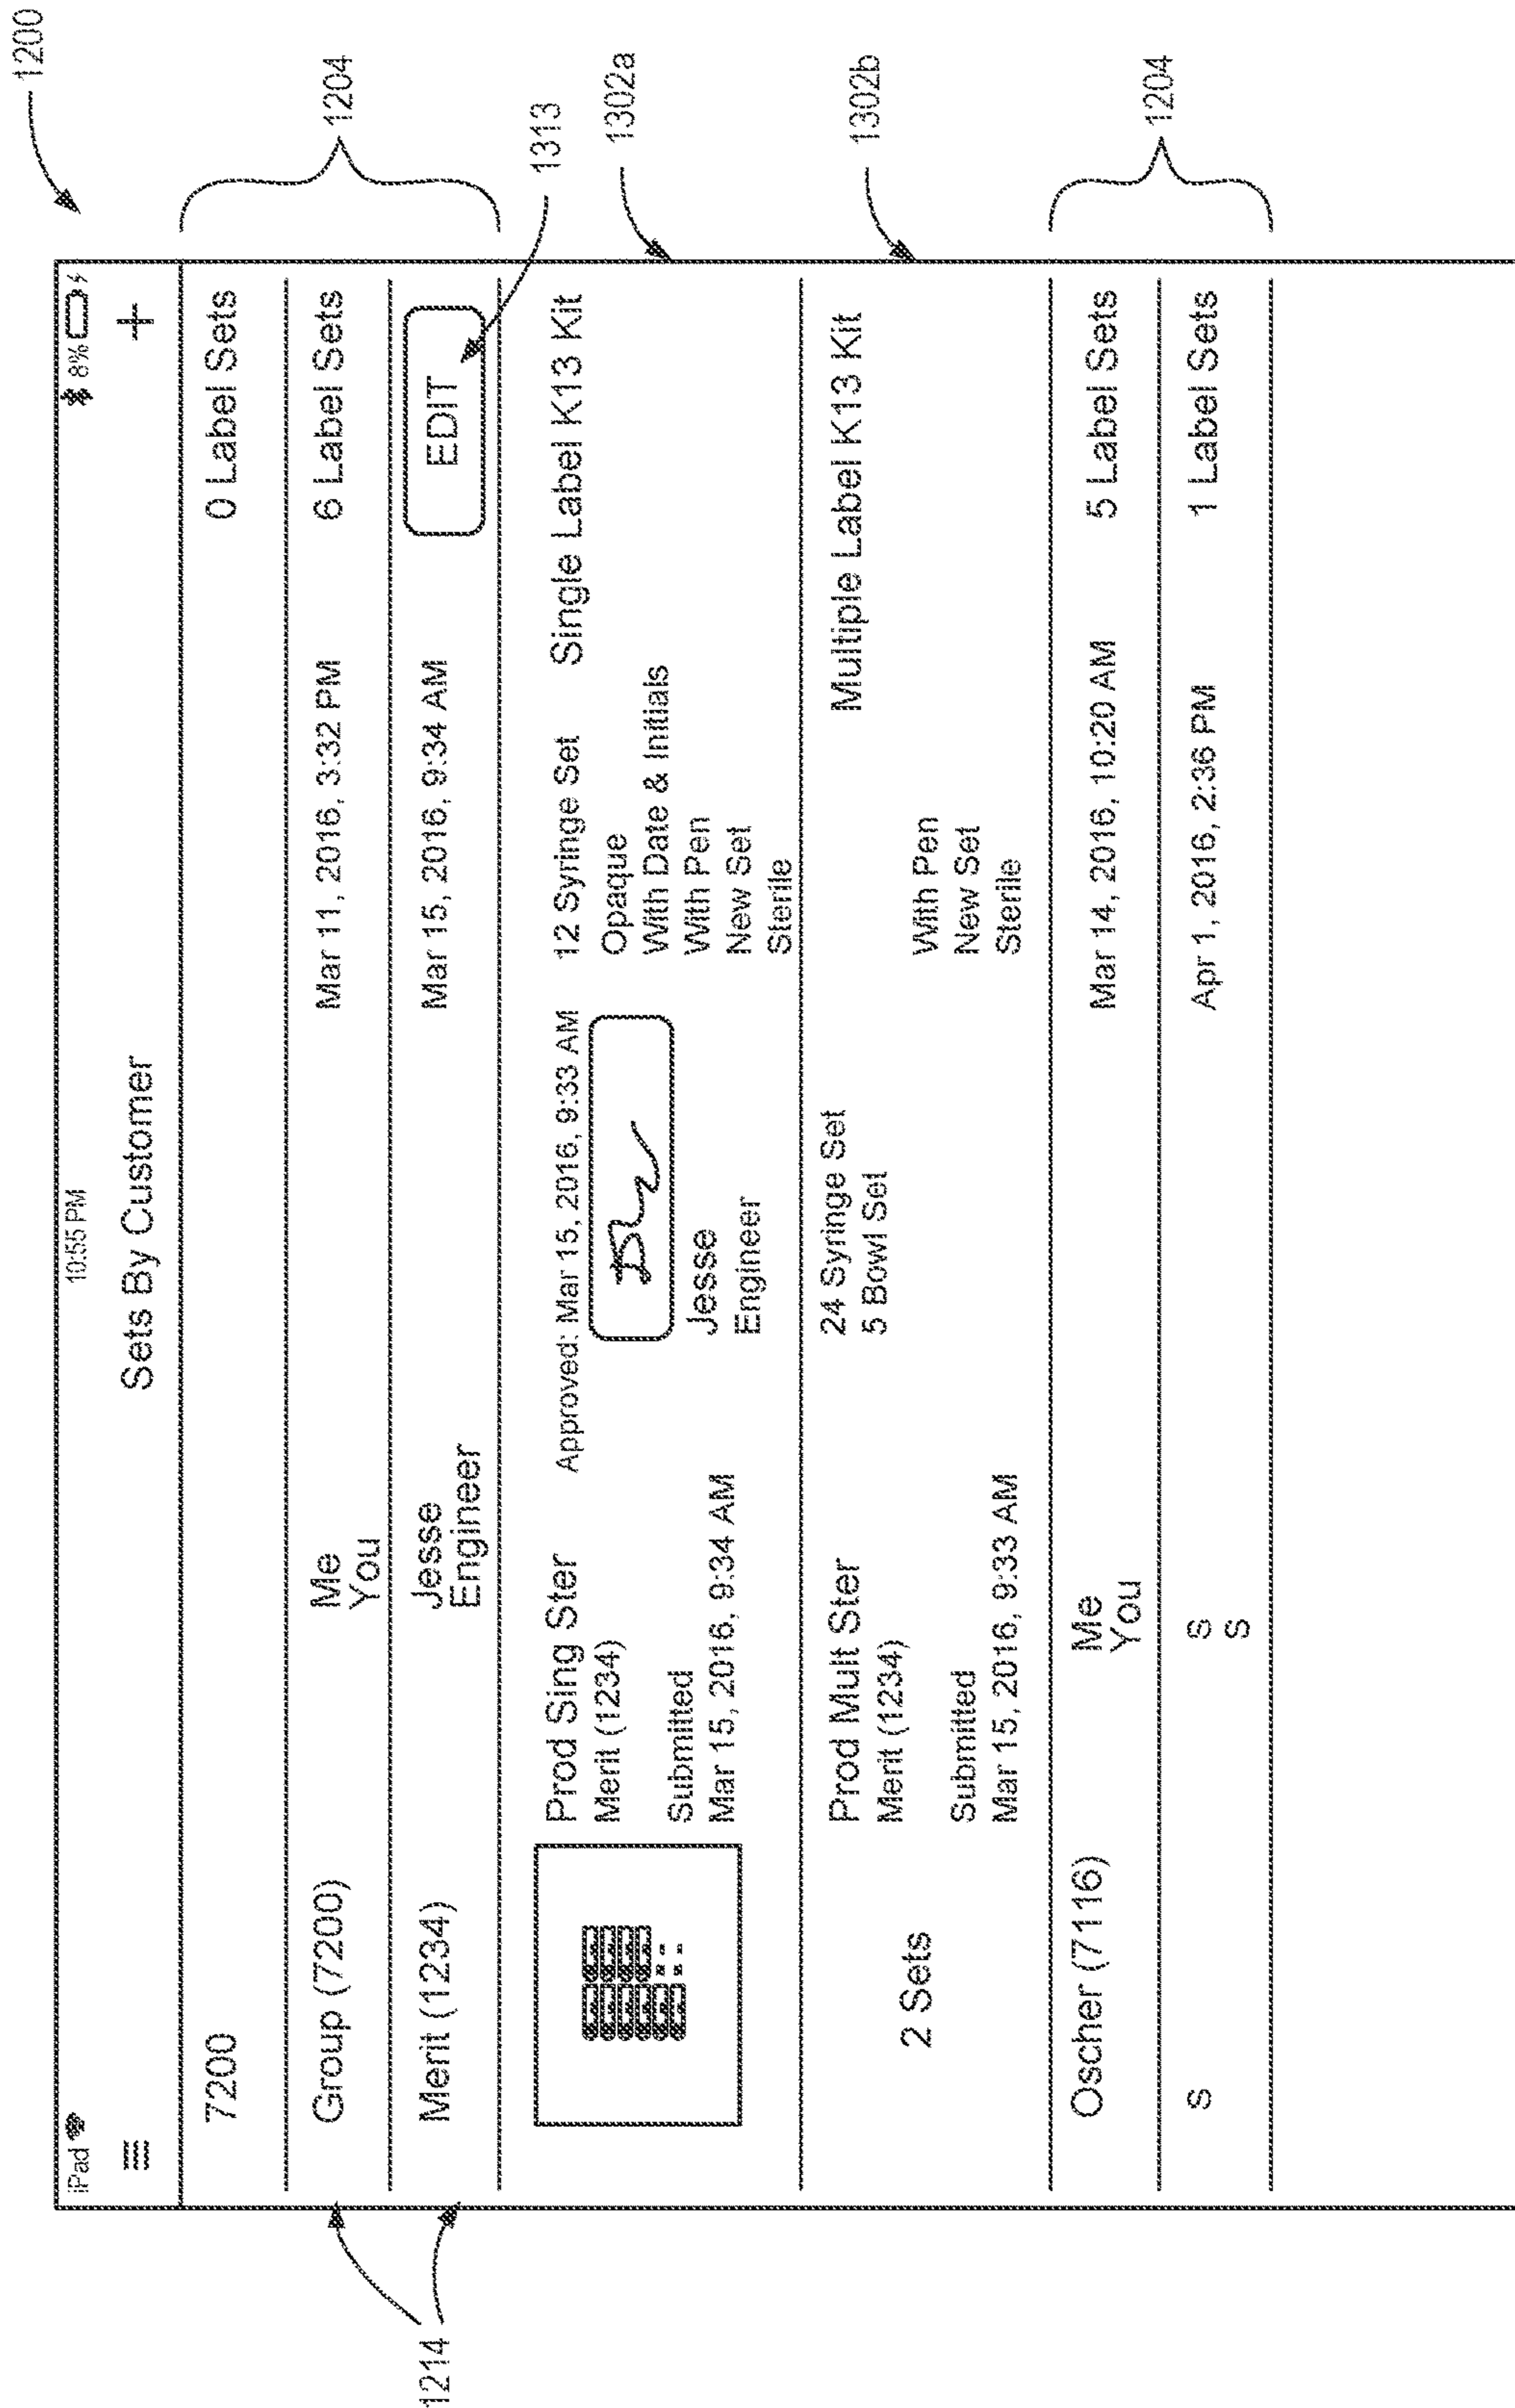 1200
iPad 10:55 PM 8%
Sets By Customer +
7200 0 Label Sets
Group (7200) Me Mar 11, 2016, 3:32 PM 6 Label Sets
You
1204
Merit (1234) Jesse Mar 15, 2016, 9:34 AM EDIT
Engineer
1214
1313
Prod Sing Ster Approved: Mar 15, 2016, 9:33 AM 12 Syringe Set Single Label K13 Kit
Merit (1234) Opaque
With Date & Initials
Submitted Jesse With Pen
Mar 15, 2016, 9:34 AM Engineer New Set
Sterile
1302a
Prod Mult Ster 24 Syringe Set Multiple Label K13 Kit
Merit (1234) 5 Bowl Set
2 Sets With Pen
Submitted New Set
Mar 15, 2016, 9:33 AM Sterile
1302b
Oscher (7116) Me Mar 14, 2016, 10:20 AM 5 Label Sets
You
s s Apr 1, 2016, 2:36 PM 1 Label Sets
s
1204